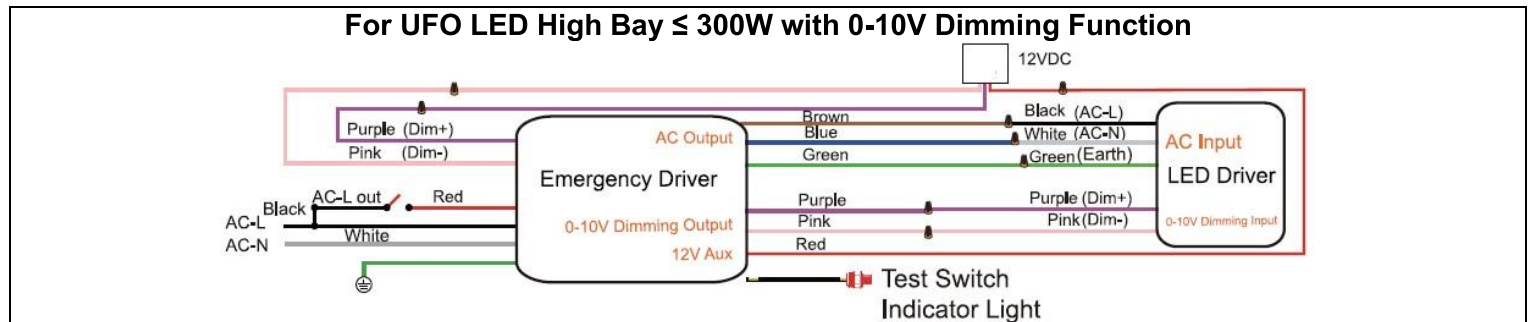 For UFO LED High Bay ≤ 300W with 0-10V Dimming Function
12VDC
Purple (Dim+)
Pink (Dim-)
AC-L out
Red
Black
AC-L
White
AC-N
AC Output
Emergency Driver
0-10V Dimming Output
12V Aux
Brown
Blue
Green
Purple
Pink
Red
Black (AC-L)
White (AC-N)
Green (Earth)
Purple (Dim+)
Pink(Dim-)
AC Input
LED Driver
0-10V Dimming Input
Test Switch
Indicator Light